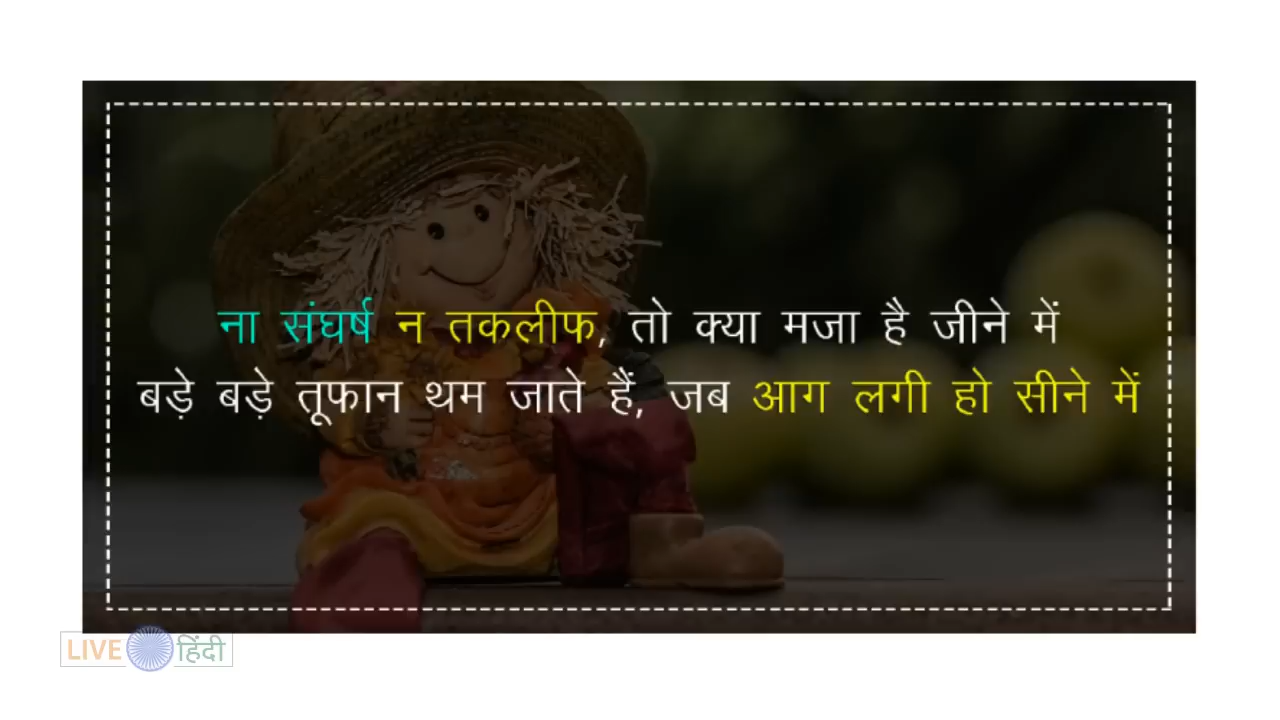 ना संघर्ष न तकलीफ, तो क्या मजा है जीने में
बड़े बड़े तूफान थम जाते हैं, जब आग लगी हो सीने में
LIVE हिंदी